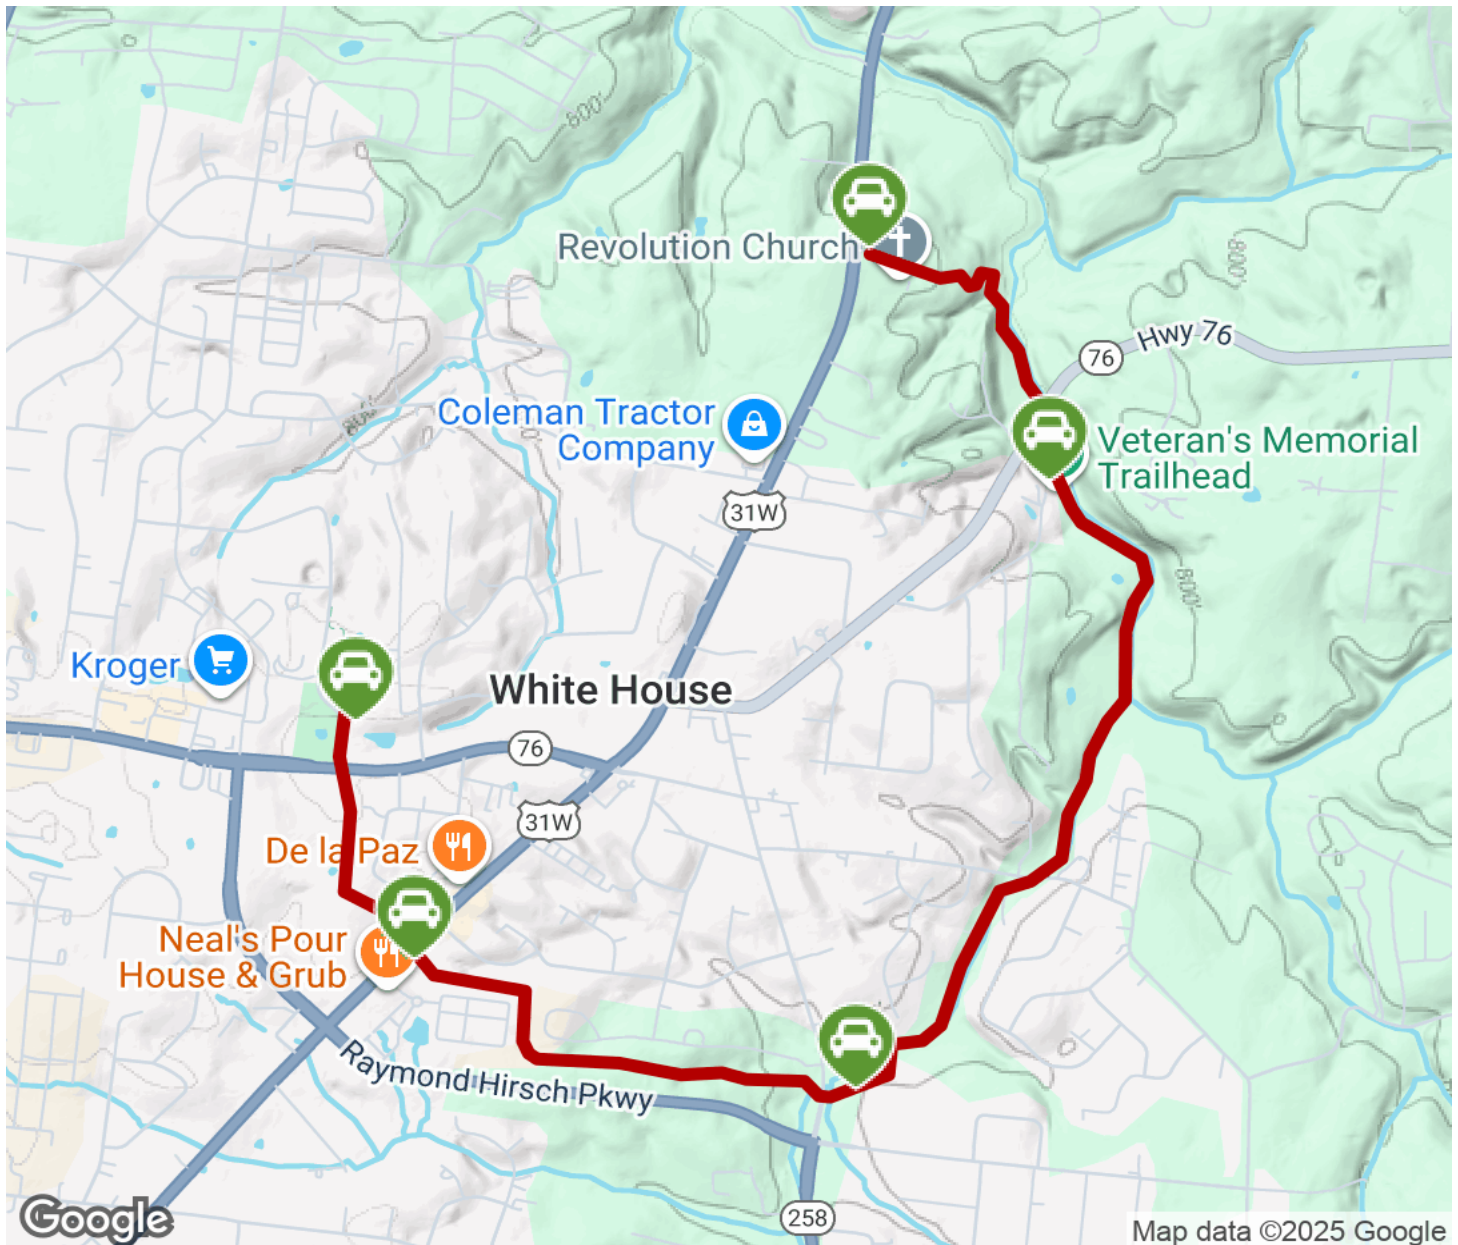 800'
Revolution Church
800'
Hwy 76
76
800'
Coleman Tractor
Company
Veteran's Memorial
Trailhead
31W
800'
Kroger
White House
76
31W
De la Paz
Neal's Pour
House & Grub
Raymond Hirsch Pkwy
258
Google
Map data ©2025 Google